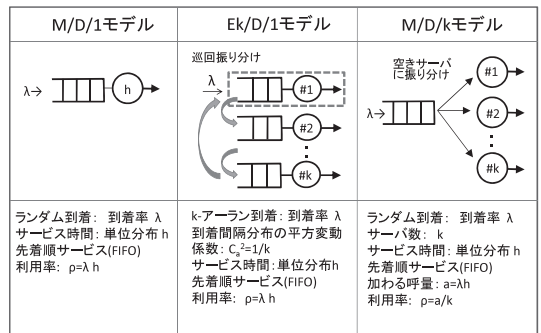 M/D/1モデル
Ek/D/1モデル
M/D/kモデル
λ→
h
巡回振り分け
λ
→
#1
#2
#k
空きサーバ
に振り分け
λ→
#1
#2
#k
ランダム到着: 到着率 λ
サービス時間: 単位分布 h
先着順サービス(FIFO)
利用率: ρ=λ h
k-アーラン到着: 到着率 λ
到着間隔分布の平方変動
係数: Cₐ²=1/k
サービス時間: 単位分布h
先着順サービス(FIFO)
利用率: ρ=λ h
ランダム到着: 到着率 λ
サーバ数: k
サービス時間: 単位分布 h
先着順サービス(FIFO)
加わる呼量: a=λh
利用率: ρ=a/k